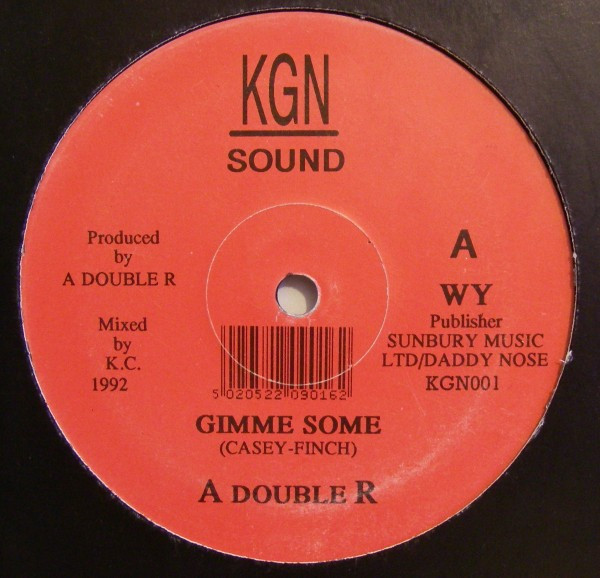 KGN
SOUND
Produced
by
A DOUBLE R
Mixed
by
K.C.
1992
A
WY
Publisher
SUNBURY MUSIC
LTD/DADDY NOSE
KGN001
5 020522 090162
GIMME SOME
(CASEY-FINCH)
A DOUBLE R